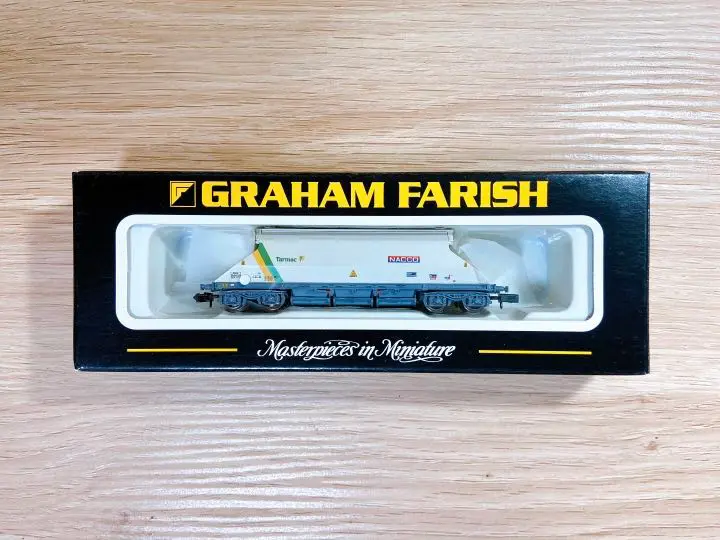 GRAHAM FARISH
Tarmac
NACCO
Masterpieces in Miniature